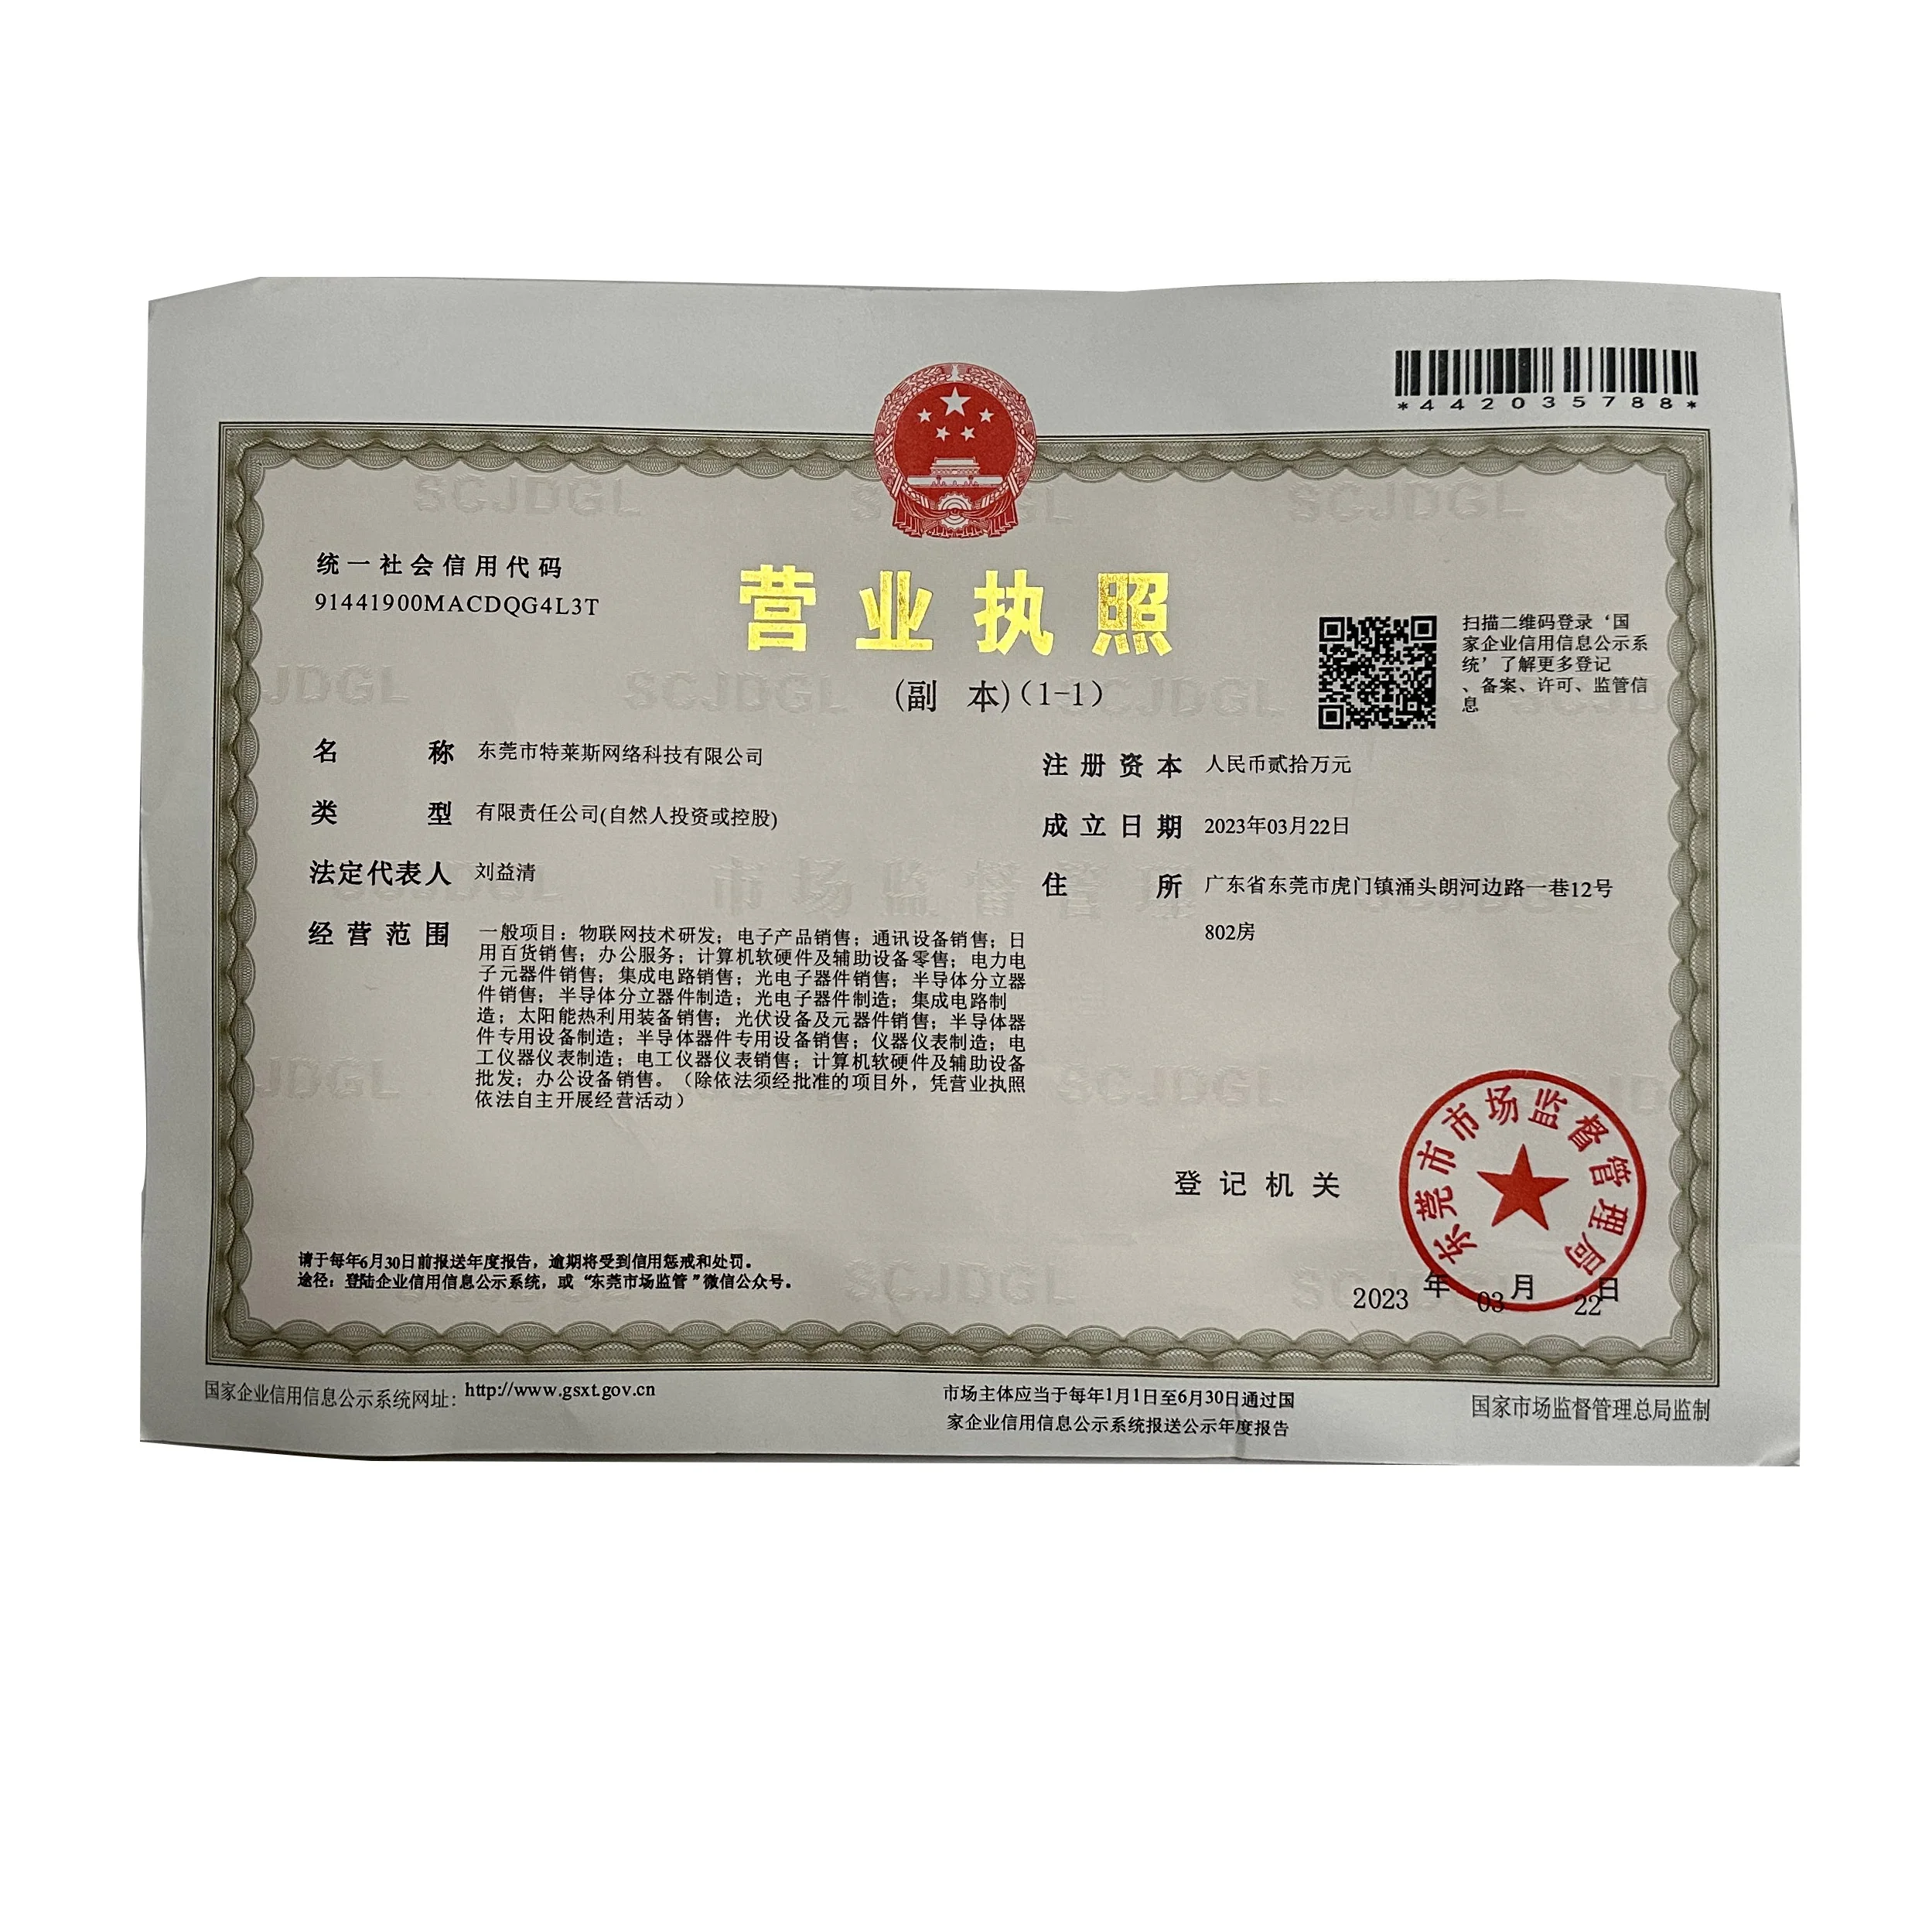 *442035788*
统一社会信用代码
91441900MACDQG4L3T
营业执照
(副 本)(1-1)
扫描二维码登录‘国
家企业信用信息公示系
统’了解更多登记
、备案、许可、监管信
息
名 称 东莞市特莱斯网络科技有限公司
类 型 有限责任公司(自然人投资或控股)
法定代表人 刘益清
经营范围 一般项目：物联网技术研发；电子产品销售；通讯设备销售；日
用百货销售；办公服务；计算机软硬件及辅助设备零售；电力电
子元器件销售；集成电路销售；光电子器件销售；半导体分立器
件销售；半导体分立器件制造；光电子器件制造；集成电路制
造；太阳能热利用装备销售；光伏设备及元器件销售；半导体器
件专用设备制造；半导体器件专用设备销售；仪器仪表制造；电
工仪器仪表制造；电工仪器仪表销售；计算机软硬件及辅助设备
批发；办公设备销售。（除依法须经批准的项目外，凭营业执照
依法自主开展经营活动）
注册资本 人民币贰拾万元
成立日期 2023年03月22日
住 所 广东省东莞市虎门镇涌头朗河边路一巷12号
802房
登记机关
东莞市市场监督管理局
2023 年 03 月 22 日
请于每年6月30日前报送年度报告，逾期将受到信用惩戒和处罚。
途径：登陆企业信用信息公示系统，或“东莞市场监管”微信公众号。
国家企业信用信息公示系统网址：http://www.gsxt.gov.cn
市场主体应当于每年1月1日至6月30日通过国
家企业信用信息公示系统报送公示年度报告
国家市场监督管理总局监制
SCJDGL
市场监督管理